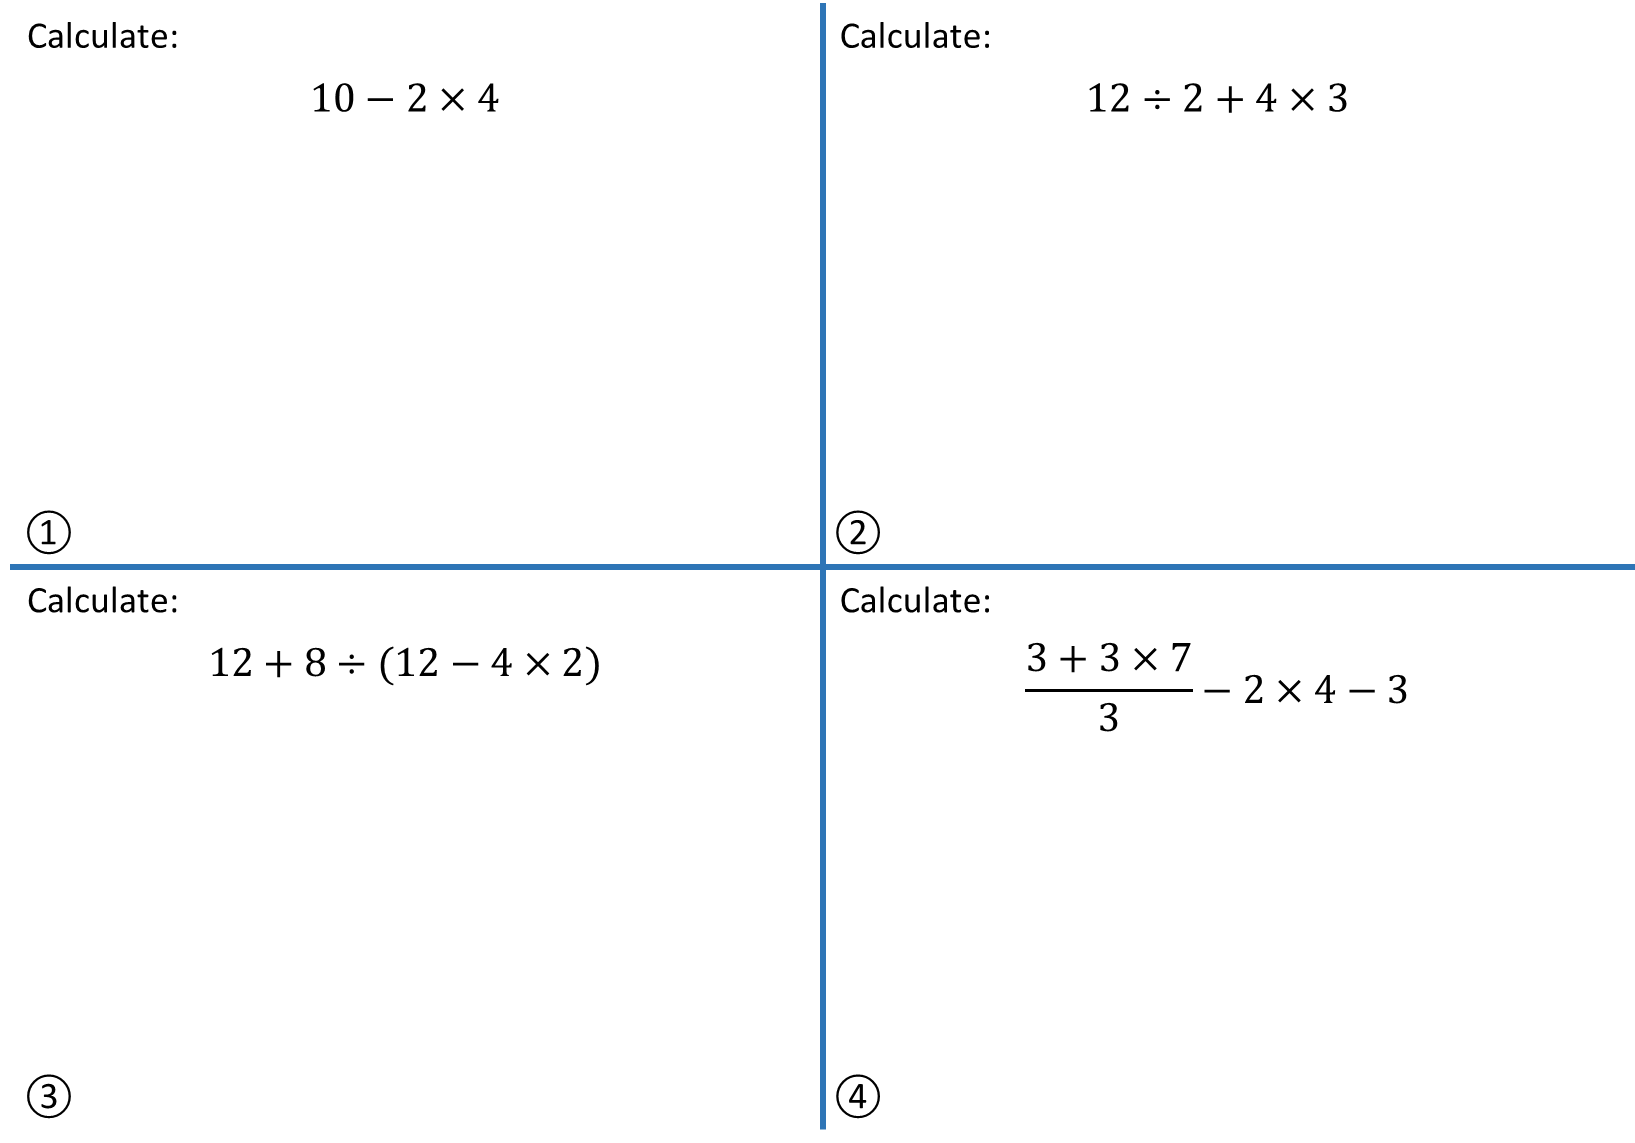 Calculate:
10 − 2 × 4
①
Calculate:
12 ÷ 2 + 4 × 3
②
Calculate:
12 + 8 ÷ (12 − 4 × 2)
③
Calculate:
3 + 3 × 7
3
− 2 × 4 − 3
④